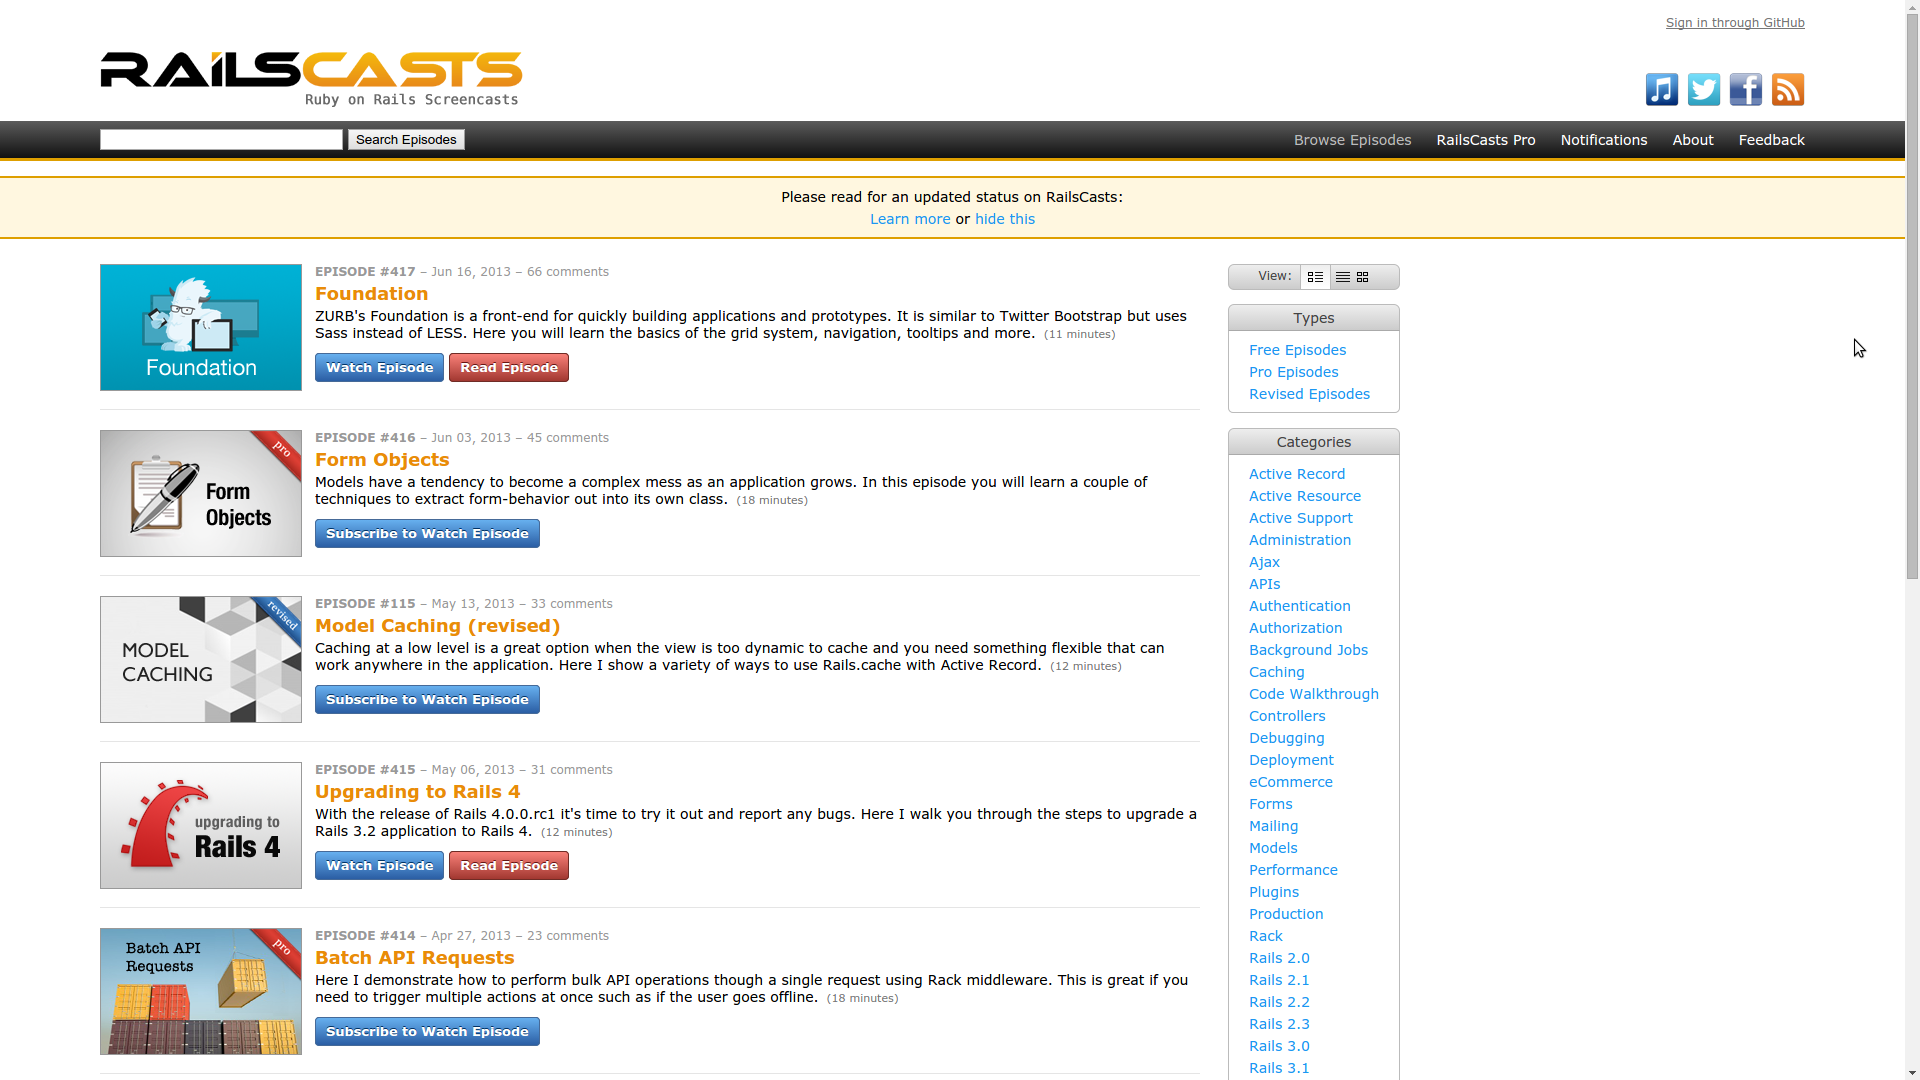 Sign in through GitHub
RAILSCASTS
Ruby on Rails Screencasts
Search Episodes
Browse Episodes
RailsCasts Pro
Notifications
About
Feedback
Please read for an updated status on RailsCasts:
Learn more or hide this
Foundation
EPISODE #417 – Jun 16, 2013 – 66 comments
Foundation
ZURB's Foundation is a front-end for quickly building applications and prototypes. It is similar to Twitter Bootstrap but uses
Sass instead of LESS. Here you will learn the basics of the grid system, navigation, tooltips and more. (11 minutes)
Watch Episode
Read Episode
pro
Form
Objects
EPISODE #416 – Jun 03, 2013 – 45 comments
Form Objects
Models have a tendency to become a complex mess as an application grows. In this episode you will learn a couple of
techniques to extract form-behavior out into its own class. (18 minutes)
Subscribe to Watch Episode
revised
MODEL
CACHING
EPISODE #115 – May 13, 2013 – 33 comments
Model Caching (revised)
Caching at a low level is a great option when the view is too dynamic to cache and you need something flexible that can
work anywhere in the application. Here I show a variety of ways to use Rails.cache with Active Record. (12 minutes)
Subscribe to Watch Episode
upgrading to
Rails 4
EPISODE #415 – May 06, 2013 – 31 comments
Upgrading to Rails 4
With the release of Rails 4.0.0.rc1 it's time to try it out and report any bugs. Here I walk you through the steps to upgrade a
Rails 3.2 application to Rails 4. (12 minutes)
Watch Episode
Read Episode
pro
Batch API
Requests
EPISODE #414 – Apr 27, 2013 – 23 comments
Batch API Requests
Here I demonstrate how to perform bulk API operations though a single request using Rack middleware. This is great if you
need to trigger multiple actions at once such as if the user goes offline. (18 minutes)
Subscribe to Watch Episode
View:
Types
Free Episodes
Pro Episodes
Revised Episodes
Categories
Active Record
Active Resource
Active Support
Administration
Ajax
APIs
Authentication
Authorization
Background Jobs
Caching
Code Walkthrough
Controllers
Debugging
Deployment
eCommerce
Forms
Mailing
Models
Performance
Plugins
Production
Rack
Rails 2.0
Rails 2.1
Rails 2.2
Rails 2.3
Rails 3.0
Rails 3.1